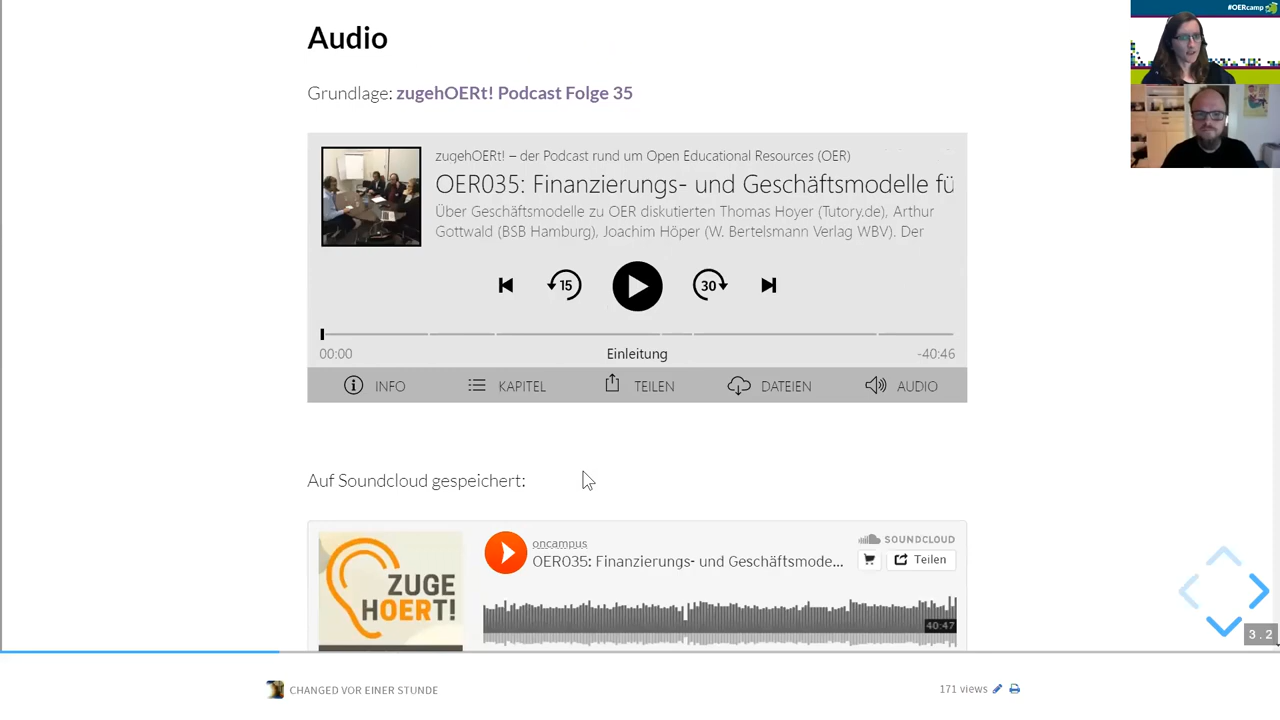 #OERcamp
Audio
Grundlage: zugehOERt! Podcast Folge 35
zugehOERt! – der Podcast rund um Open Educational Resources (OER)
OER035: Finanzierungs- und Geschäftsmodelle fü
Über Geschäftsmodelle zu OER diskutierten Thomas Hoyer (Tutory.de), Arthur
Gottwald (BSB Hamburg), Joachim Höper (W. Bertelsmann Verlag WBV). Der
15
30
00:00
Einleitung
-40:46
INFO
KAPITEL
TEILEN
DATEIEN
AUDIO
Auf Soundcloud gespeichert:
ZUGE
HOERT!
oncampus
OER035: Finanzierungs- und Geschäftsmode...
SOUNDCLOUD
Teilen
40:47
3.2
CHANGED VOR EINER STUNDE
171 views